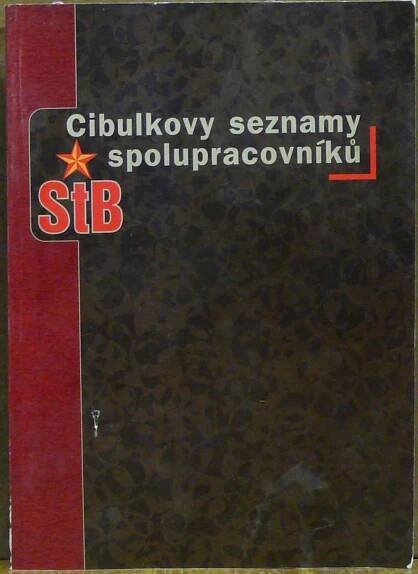 Cibulkovy seznamy
spolupracovníků
StB